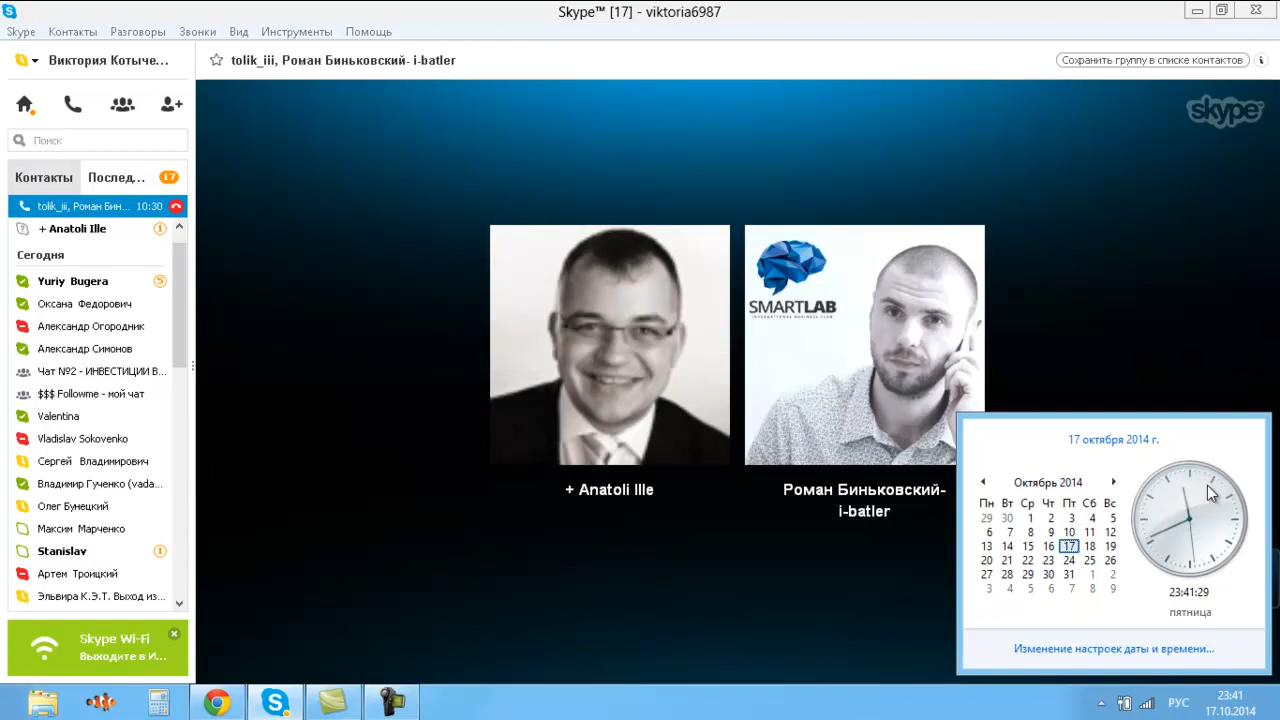 Skype™ [17] - viktoria6987
Skype Контакты Разговоры Звонки Вид Инструменты Помощь
Виктория Котыче...
tolik_iii, Роман Биньковский- i-batler
Сохранить группу в списке контактов
Поиск
Контакты Послед... 17
tolik_iii, Роман Бин... 10:30
+ Anatoli Ille 1
Сегодня
Yuriy Bugera 5
Оксана Федорович
Александр Огородник
Александр Симонов
Чат №2 - ИНВЕСТИЦИИ В...
$$$ Followme - мой чат
Valentina
Vladislav Sokovenko
Сергей Владимирович
Владимир Гученко (vada...
Олег Бунецкий
Максим Марченко
Stanislav 1
Артем Троицкий
Эльвира К.Э.Т. Выход из...
Skype Wi-Fi
Выходите в И...
skype
SMARTLAB
INTERNATIONAL BUSINESS CLUB
+ Anatoli Ille
Роман Биньковский-
i-batler
17 октября 2014 г.
Октябрь 2014
Пн Вт Ср Чт Пт Сб Вс
29 30 1 2 3 4 5
6 7 8 9 10 11 12
13 14 15 16 17 18 19
20 21 22 23 24 25 26
27 28 29 30 31 1 2
3 4 5 6 7 8 9
23:41:29
пятница
Изменение настроек даты и времени...
РУС
23:41
17.10.2014